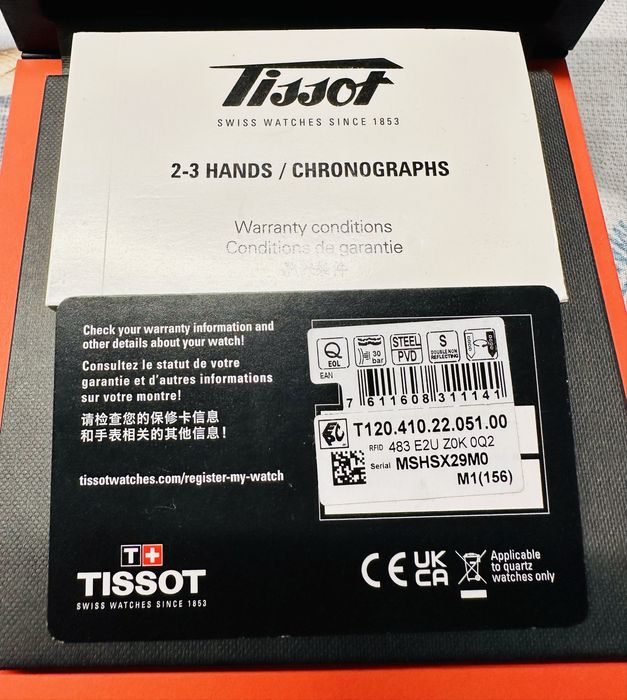 Tissot
SWISS WATCHES SINCE 1853
2-3 HANDS / CHRONOGRAPHS
Warranty conditions
Conditions de garantie
Check your warranty information and
other details about your watch!
Consultez le statut de votre
garantie et d'autres informations
sur votre montre!
请检查您的保修卡信息
和手表相关的其他信息!
tissotwatches.com/register-my-watch
Q
EOL
30
bar
STEEL
PVD
S
DOUBLE NON
REFLECTING
EAN
7 611608 311141
T120.410.22.051.00
RFID 483 E2U Z0K 0Q2
Serial MSHSX29M0
M1(156)
T+
TISSOT
SWISS WATCHES SINCE 1853
CE UK
CA
Applicable
to quartz
watches only